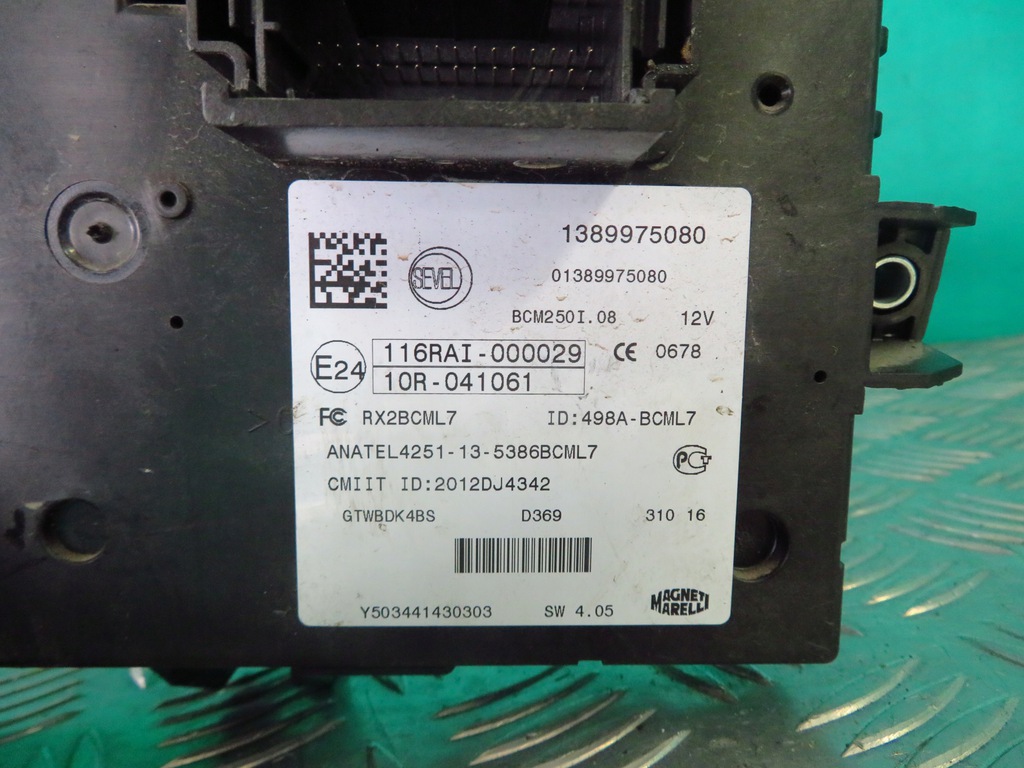 1389975080
SEVEL
01389975080
BCM250I.08 12V
E24 116RAI-000029 CE 0678
10R-041061
FC RX2BCML7 ID:498A-BCML7
ANATEL4251-13-5386BCML7
PCT
CMIIT ID:2012DJ4342
GTWBDK4BS D369 310 16
Y503441430303 SW 4.05
MAGNETI
MARELLI